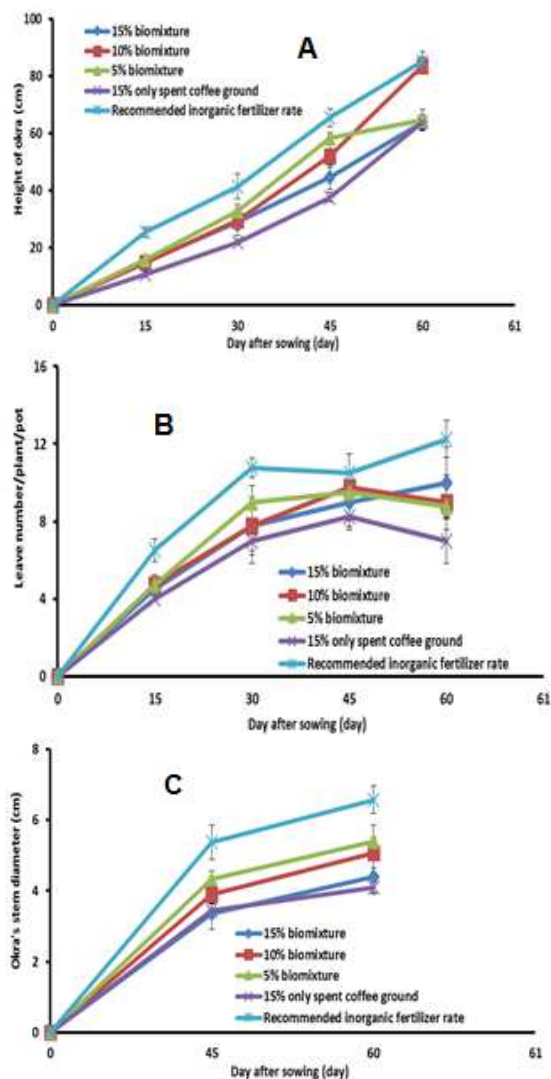 A
15% biomixture
10% biomixture
5% biomixture
15% only spent coffee ground
Recommended inorganic fertilizer rate
Height of okra (cm)
100
80
60
40
20
0
0 15 30 45 60 61
Day after sowing (day)
B
Leave number/plant/pot
16
12
8
4
0
15% biomixture
10% biomixture
5% biomixture
15% only spent coffee ground
Recommended inorganic fertilizer rate
0 15 30 45 60 61
Day after sowing (day)
C
Okra's stem diameter (cm)
8
6
4
2
0
15% biomixture
10% biomixture
5% biomixture
15% only spent coffee ground
Recommended inorganic fertilizer rate
0 45 60 61
Day after sowing (day)